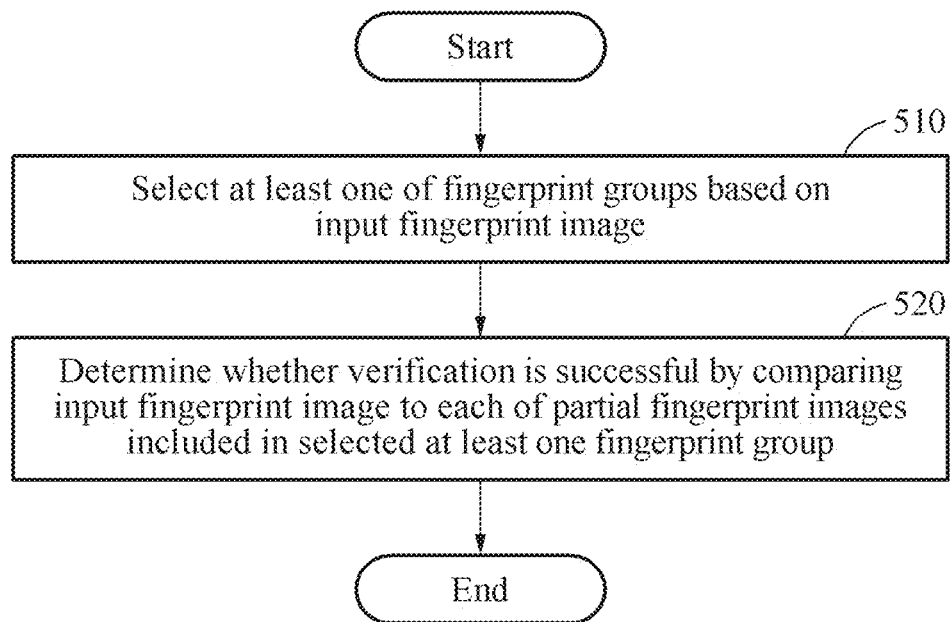 Start
510
Select at least one of fingerprint groups based on
input fingerprint image
520
Determine whether verification is successful by comparing
input fingerprint image to each of partial fingerprint images
included in selected at least one fingerprint group
End